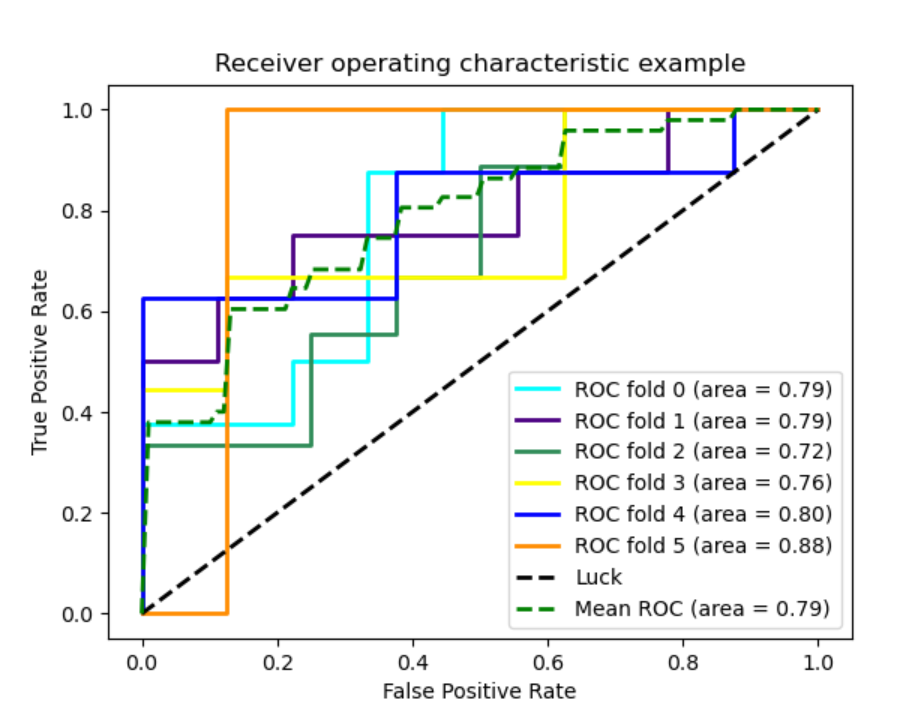 Receiver operating characteristic example
1.0
0.8
0.6
0.4
0.2
0.0
True Positive Rate
ROC fold 0 (area = 0.79)
ROC fold 1 (area = 0.79)
ROC fold 2 (area = 0.72)
ROC fold 3 (area = 0.76)
ROC fold 4 (area = 0.80)
ROC fold 5 (area = 0.88)
Luck
Mean ROC (area = 0.79)
0.0 0.2 0.4 0.6 0.8 1.0
False Positive Rate